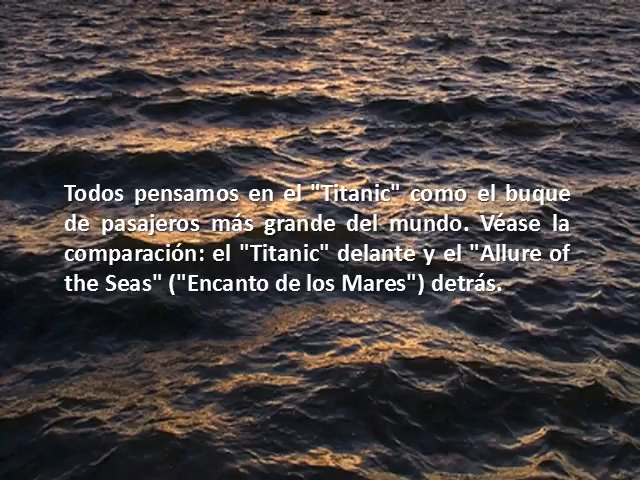 Todos pensamos en el "Titanic" como el buque
de pasajeros más grande del mundo. Véase la
comparación: el "Titanic" delante y el "Allure of
the Seas" ("Encanto de los Mares") detrás.